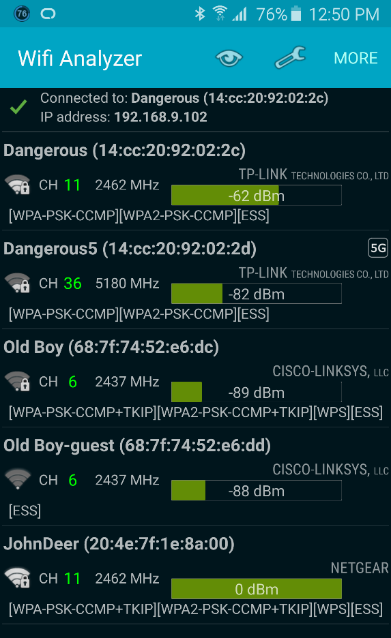 76 76% 12:50 PM
Wifi Analyzer MORE
Connected to: Dangerous (14:cc:20:92:02:2c)
IP address: 192.168.9.102
Dangerous (14:cc:20:92:02:2c)
TP-LINK TECHNOLOGIES CO., LTD
CH 11 2462 MHz -62 dBm
[WPA-PSK-CCMP][WPA2-PSK-CCMP][ESS]
Dangerous5 (14:cc:20:92:02:2d) 5G
TP-LINK TECHNOLOGIES CO., LTD
CH 36 5180 MHz -82 dBm
[WPA-PSK-CCMP][WPA2-PSK-CCMP][ESS]
Old Boy (68:7f:74:52:e6:dc)
CISCO-LINKSYS, LLC
CH 6 2437 MHz -89 dBm
[WPA-PSK-CCMP+TKIP][WPA2-PSK-CCMP+TKIP][WPS][ESS]
Old Boy-guest (68:7f:74:52:e6:dd)
CISCO-LINKSYS, LLC
CH 6 2437 MHz -88 dBm
[ESS]
JohnDeer (20:4e:7f:1e:8a:00)
NETGEAR
CH 11 2462 MHz 0 dBm
[WPA-PSK-CCMP+TKIP][WPA2-PSK-CCMP+TKIP][WPS][ESS]